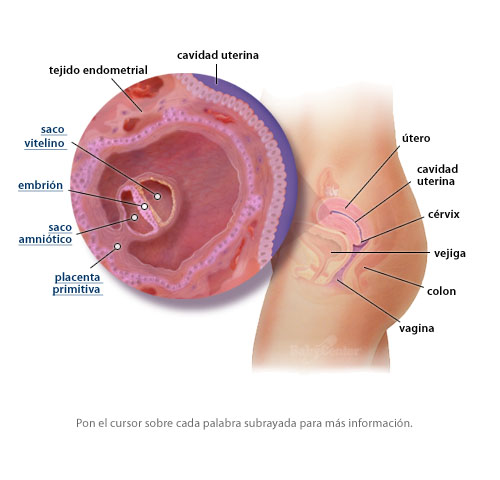 cavidad uterina
tejido endometrial
saco
vitelino
embrión
saco
amniótico
placenta
primitiva
útero
cavidad
uterina
cérvix
vejiga
colon
vagina
BabyCenter
Pon el cursor sobre cada palabra subrayada para más información.